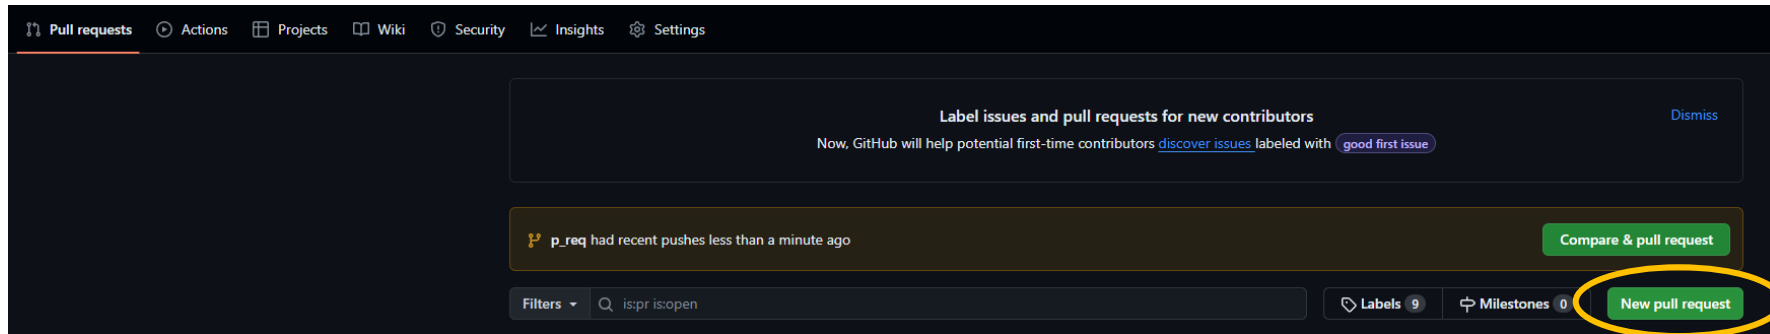 Pull requests Actions Projects Wiki Security Insights Settings
Label issues and pull requests for new contributors
Dismiss
Now, GitHub will help potential first-time contributors discover issues labeled with good first issue
p_req had recent pushes less than a minute ago
Compare & pull request
Filters is:pr is:open Labels 9 Milestones 0 New pull request